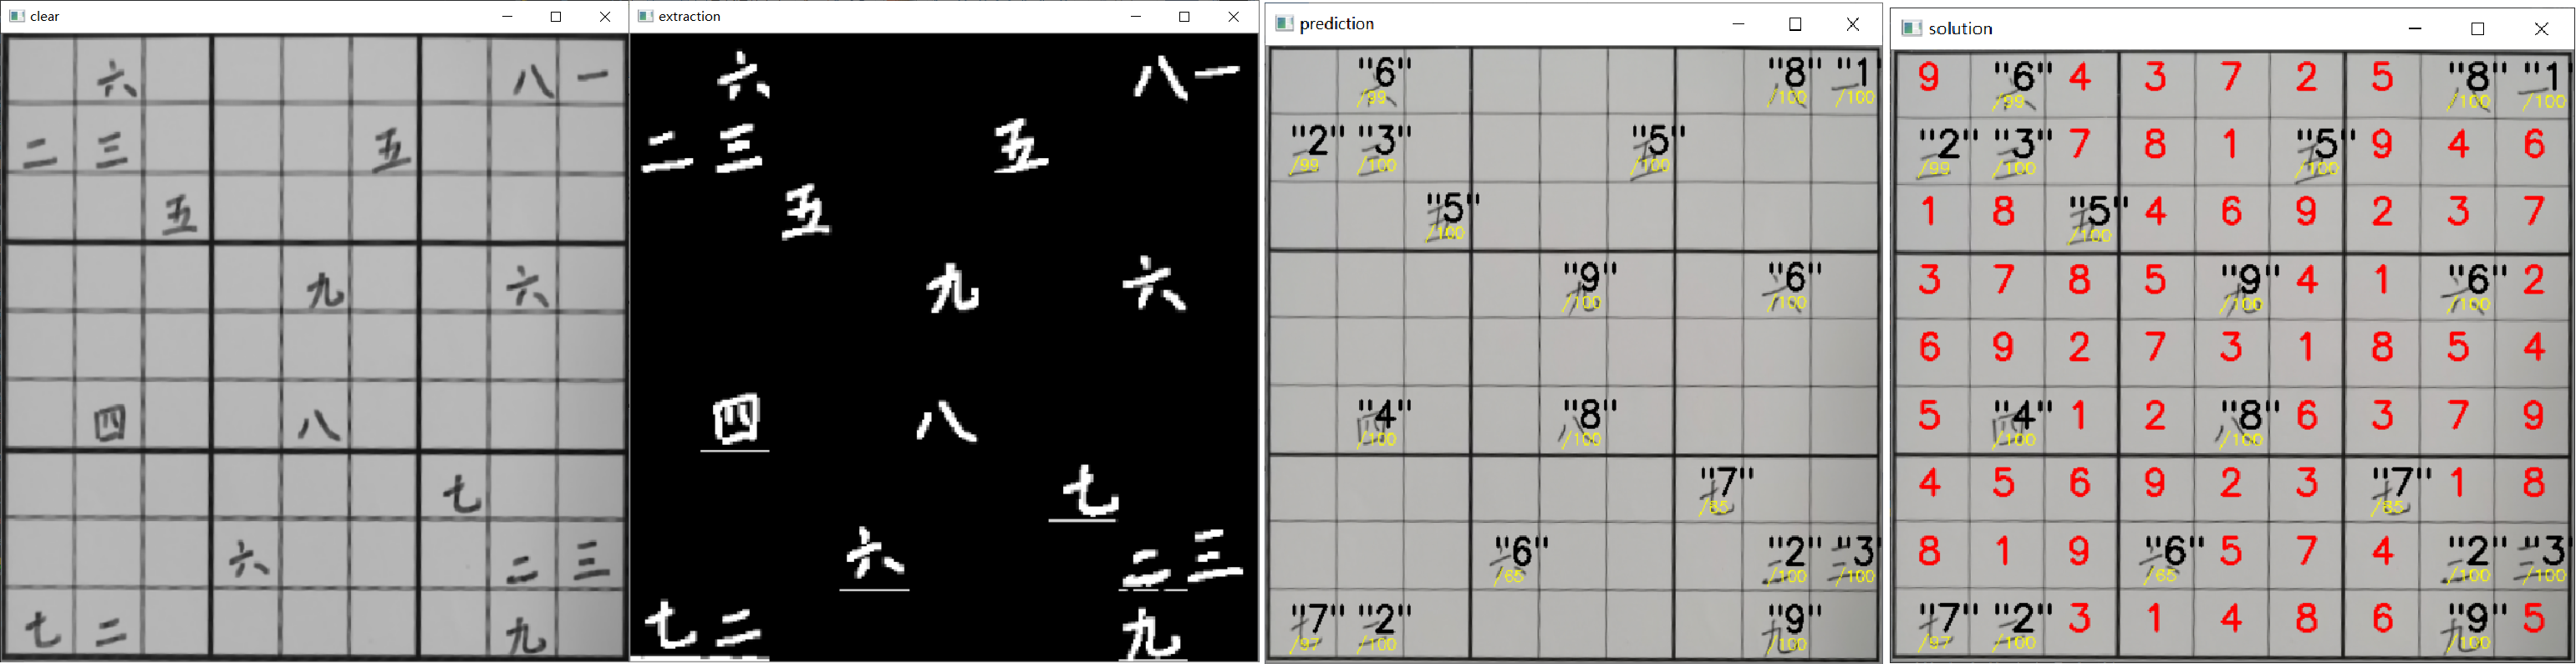 clear
六 八 一
二 三 五
五
九 六
四 八
七
六 二 三
七 二 九
extraction
六 八 一
二 三 五
五
九 六
四 八
七
六 二 三
七 二 九
prediction
"6" "8" "1"
/99 /100 /100
"2" "3" "5"
/99 /100 /100
"5"
/100
"9" "6"
/100 /100
"4" "8"
/100 /100
"7"
/85
"6" "2" "3"
/65 /100 /100
"7" "2" "9"
/97 /100 /100
solution
9 "6" 4 3 7 2 5 "8" "1"
/99 /100 /100
"2" "3" 7 8 1 "5" 9 4 6
/99 /100 /100
1 8 "5" 4 6 9 2 3 7
/100
3 7 8 5 "9" 4 1 "6" 2
/100 /100
6 9 2 7 3 1 8 5 4
5 "4" 1 2 "8" 6 3 7 9
/100 /100
4 5 6 9 2 3 "7" 1 8
/85
8 1 9 "6" 5 7 4 "2" "3"
/65 /100 /100
"7" "2" 3 1 4 8 6 "9" 5
/97 /100 /100